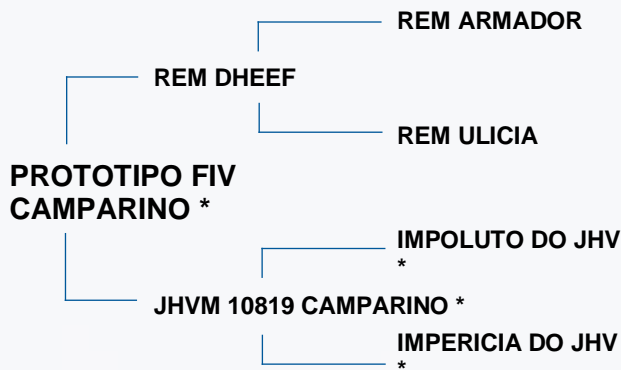 REM ARMADOR
REM DHEEF
REM ULICIA
PROTOTIPO FIV
CAMPARINO *
IMPOLUTO DO JHV
*
JHVM 10819 CAMPARINO *
IMPERICIA DO JHV
*